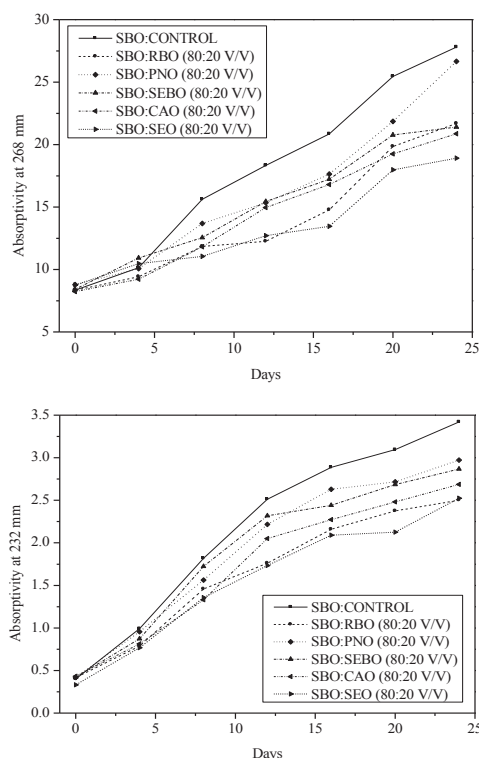 30
25
20
15
10
5
Absorptivity at 268 mm
SBO:CONTROL
SBO:RBO (80:20 V/V)
SBO:PNO (80:20 V/V)
SBO:SEBO (80:20 V/V)
SBO:CAO (80:20 V/V)
SBO:SEO (80:20 V/V)
0 5 10 15 20 25
Days
3.5
3.0
2.5
2.0
1.5
1.0
0.5
0.0
Absorptivity at 232 mm
SBO:CONTROL
SBO:RBO (80:20 V/V)
SBO:PNO (80:20 V/V)
SBO:SEBO (80:20 V/V)
SBO:CAO (80:20 V/V)
SBO:SEO (80:20 V/V)
0 5 10 15 20 25
Days